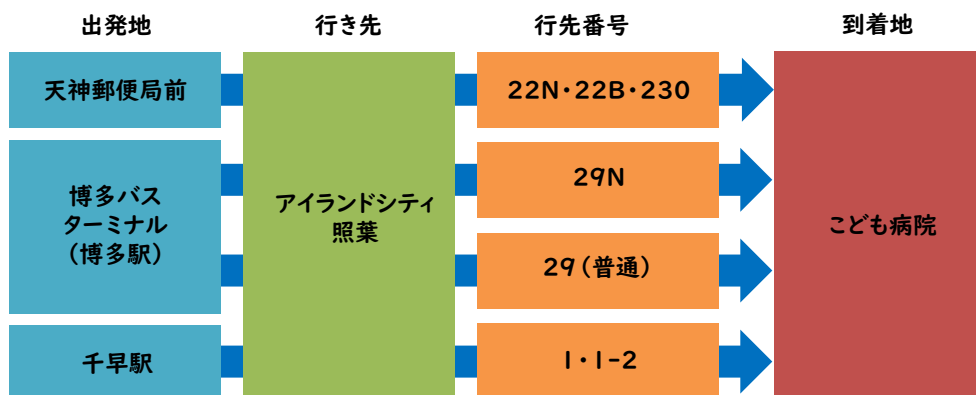 出発地
行き先
行先番号
到着地
天神郵便局前
22N・22B・230
博多バス
ターミナル
(博多駅)
アイランドシティ
照葉
29N
29(普通)
こども病院
千早駅
1・1-2